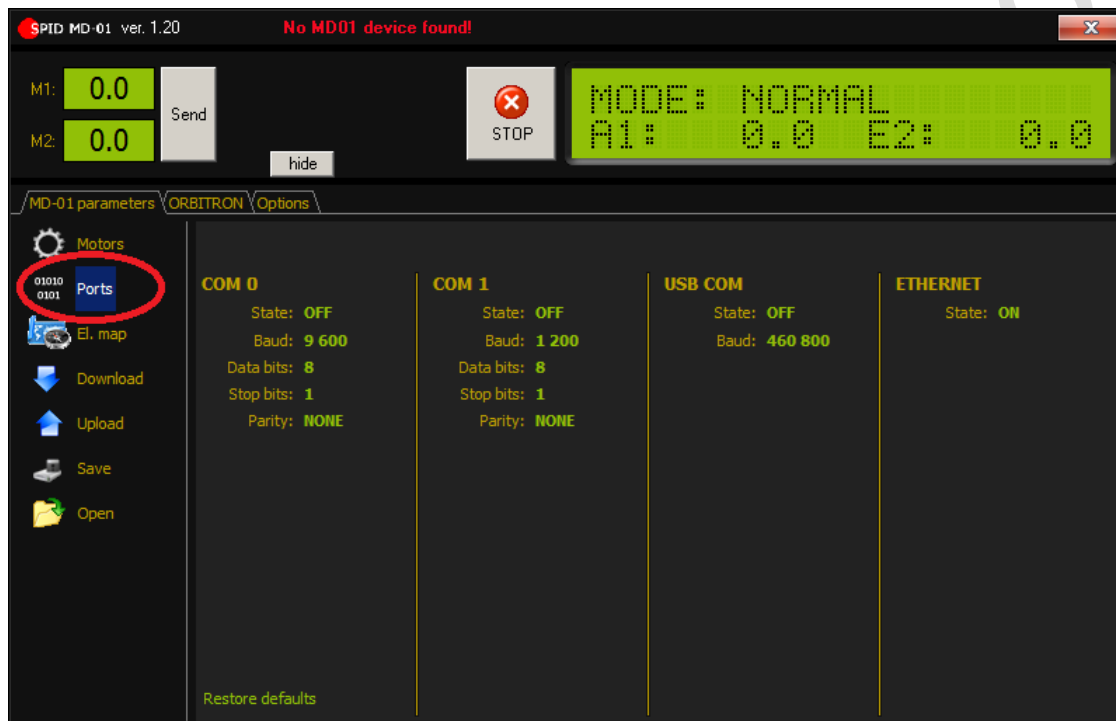 SPID MD-01 ver. 1.20 No MD01 device found!
M1: 0.0
Send
M2: 0.0
hide
STOP
MODE: NORMAL
A1: 0.0 E2: 0.0
MD-01 parameters ORBITRON Options
Motors
01010
0101
Ports
El. map
Download
Upload
Save
Open
COM 0
State: OFF
Baud: 9 600
Data bits: 8
Stop bits: 1
Parity: NONE
COM 1
State: OFF
Baud: 1 200
Data bits: 8
Stop bits: 1
Parity: NONE
USB COM
State: OFF
Baud: 460 800
ETHERNET
State: ON
Restore defaults